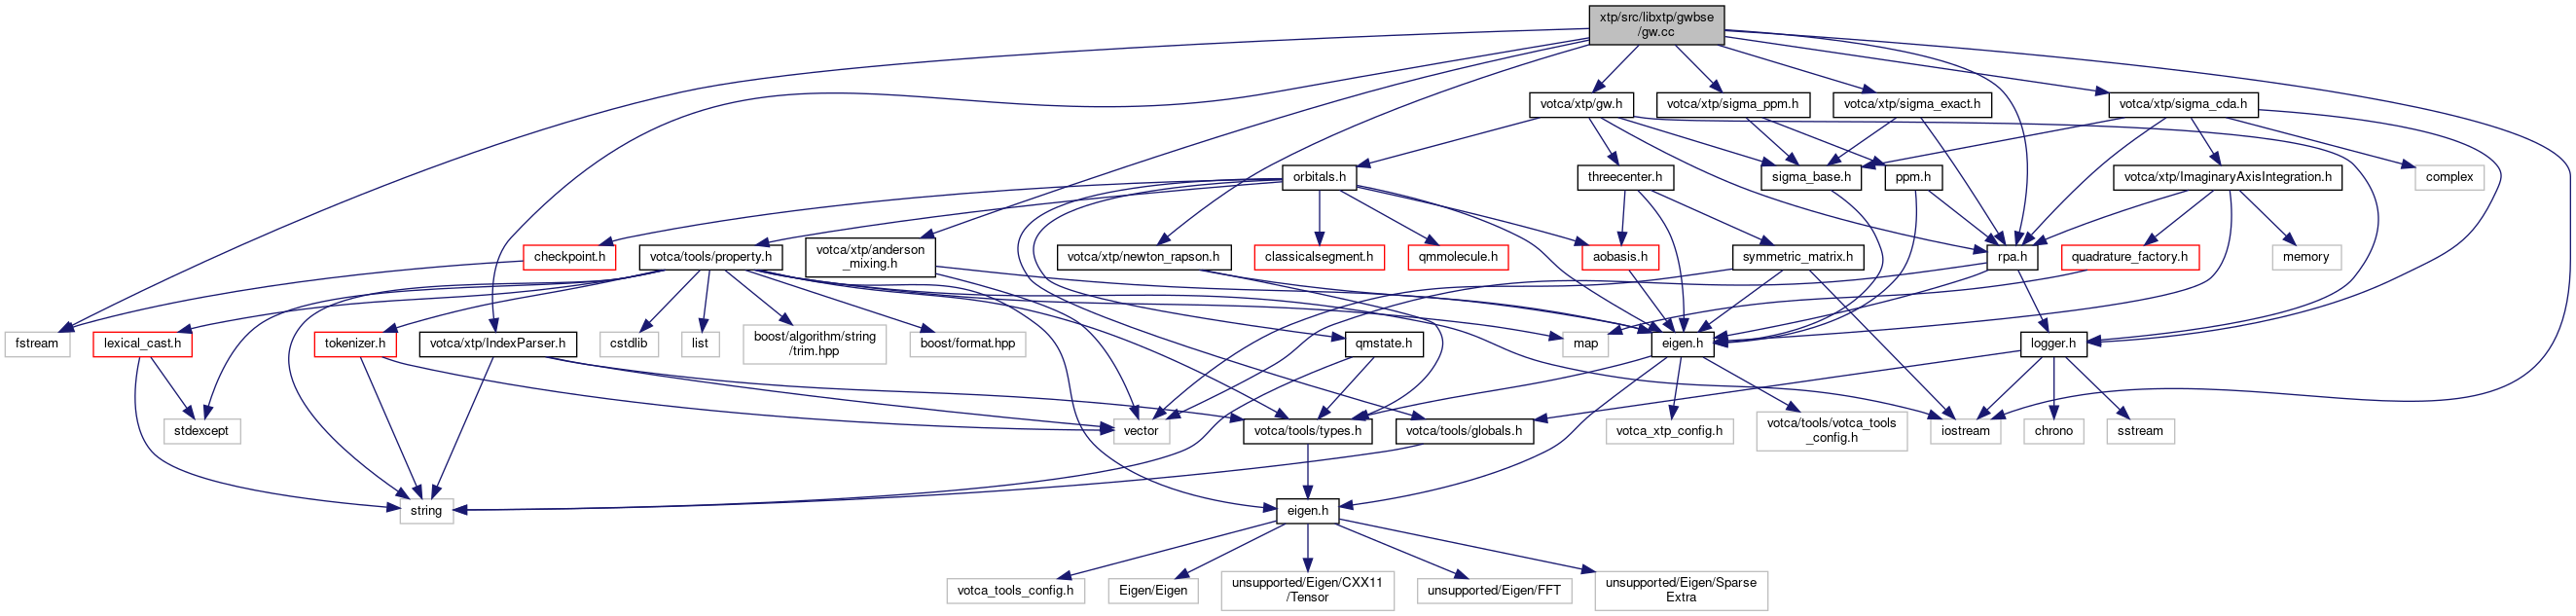 xtp/src/libxtp/gwbse
/gw.cc
votca/xtp/gw.h
votca/xtp/sigma_ppm.h
votca/xtp/sigma_exact.h
votca/xtp/sigma_cda.h
orbitals.h
threecenter.h
sigma_base.h
ppm.h
votca/xtp/ImaginaryAxisIntegration.h
complex
checkpoint.h
votca/tools/property.h
votca/xtp/anderson
_mixing.h
votca/xtp/newton_rapson.h
classicalsegment.h
qmmolecule.h
aobasis.h
symmetric_matrix.h
rpa.h
quadrature_factory.h
memory
fstream
lexical_cast.h
tokenizer.h
votca/xtp/IndexParser.h
cstdlib
list
boost/algorithm/string
/trim.hpp
boost/format.hpp
qmstate.h
map
eigen.h
logger.h
stdexcept
vector
votca/tools/types.h
votca/tools/globals.h
votca_xtp_config.h
votca/tools/votca_tools
_config.h
iostream
chrono
sstream
string
eigen.h
votca_tools_config.h
Eigen/Eigen
unsupported/Eigen/CXX11
/Tensor
unsupported/Eigen/FFT
unsupported/Eigen/Sparse
Extra